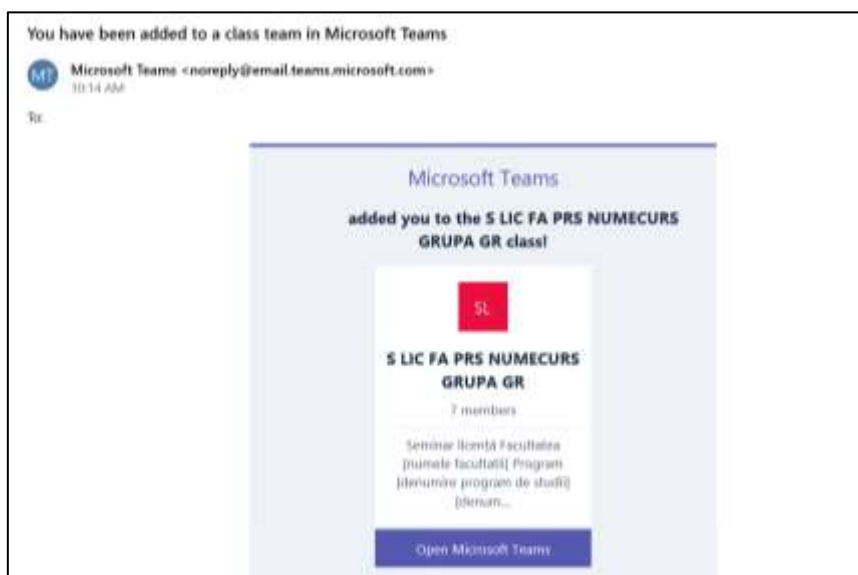 You have been added to a class team in Microsoft Teams
MT
Microsoft Teams <noreply@email.teams.microsoft.com>
10:14 AM
To:
Microsoft Teams
added you to the S LIC FA PRS NUMECURS
GRUPA GR class!
SL
S LIC FA PRS NUMECURS
GRUPA GR
7 members
Seminar licență Facultatea
[numele facultatii] Program
[denumire program de studii]
[denum...
Open Microsoft Teams